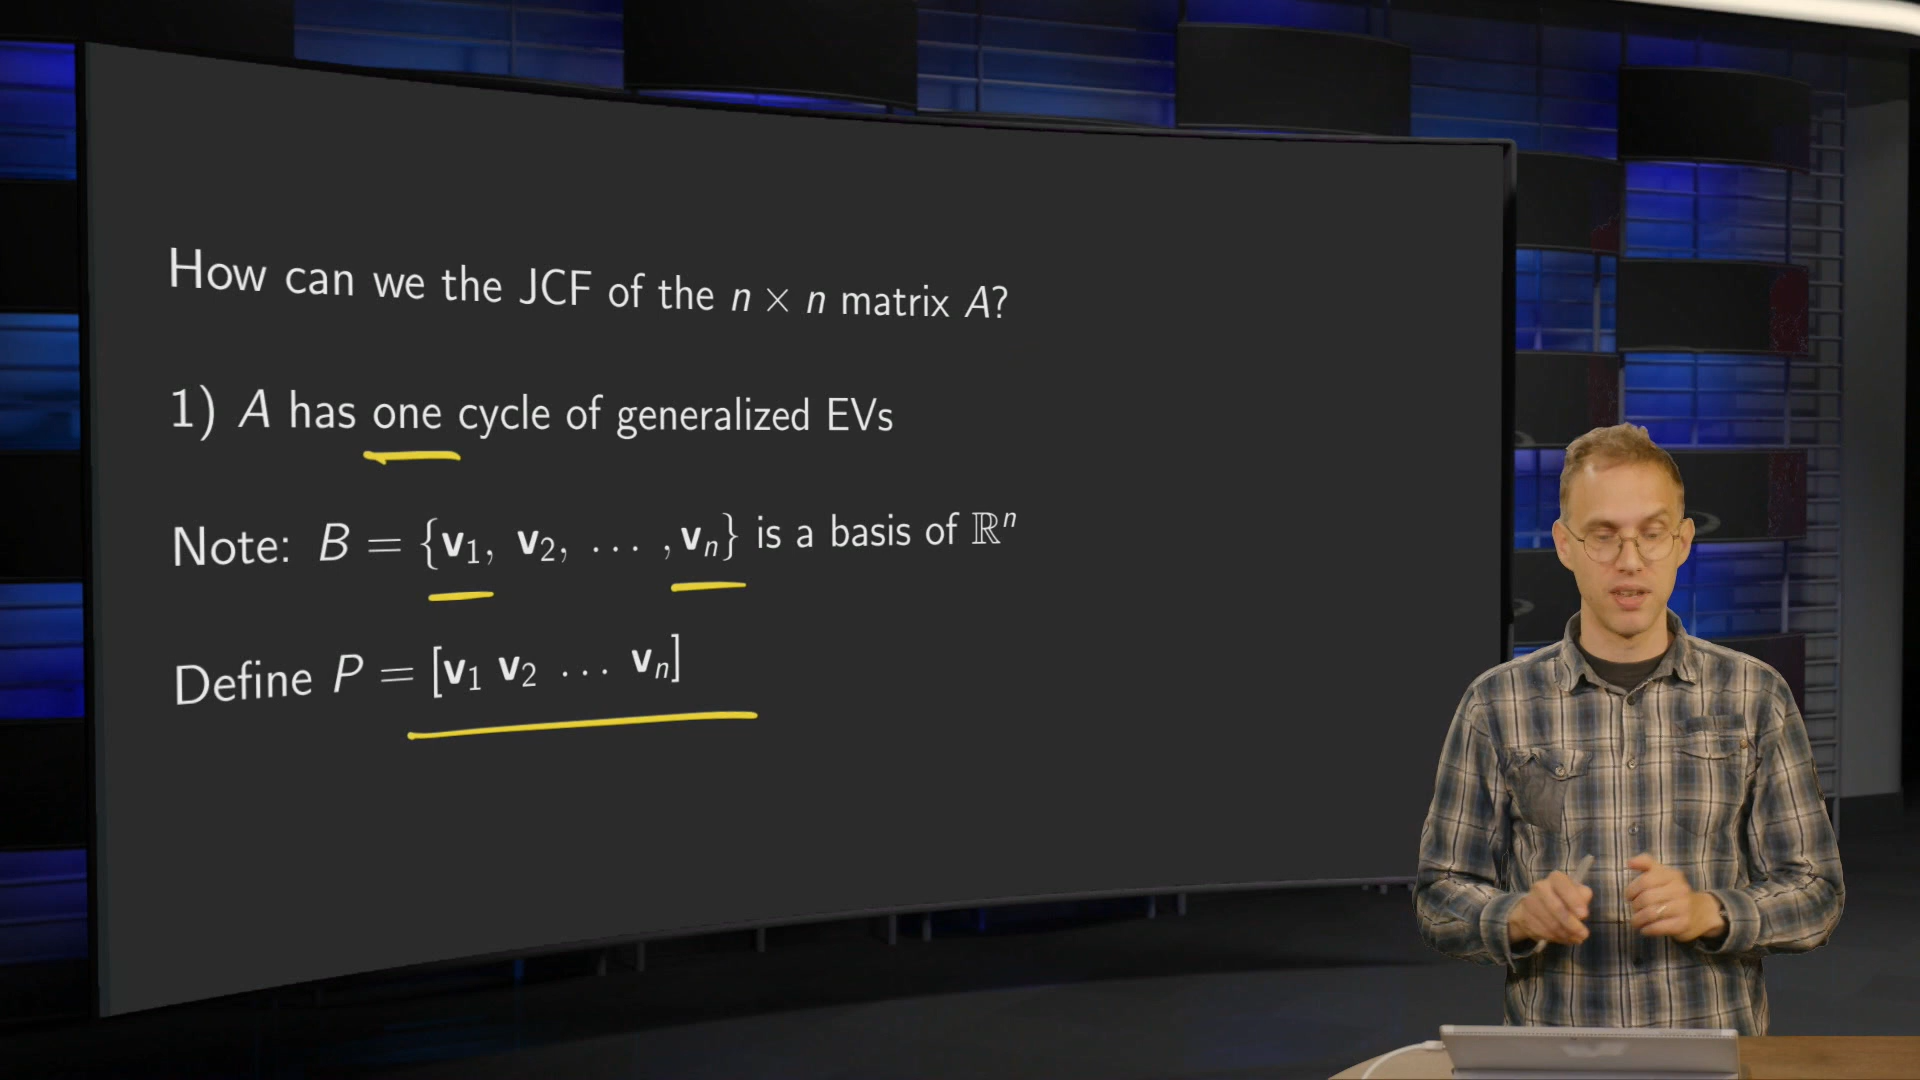 How can we the JCF of the n × n matrix A?
1) A has one cycle of generalized EVs
Note: B = {v₁, v₂, … , vₙ} is a basis of ℝⁿ
Define P = [v₁ v₂ … vₙ]